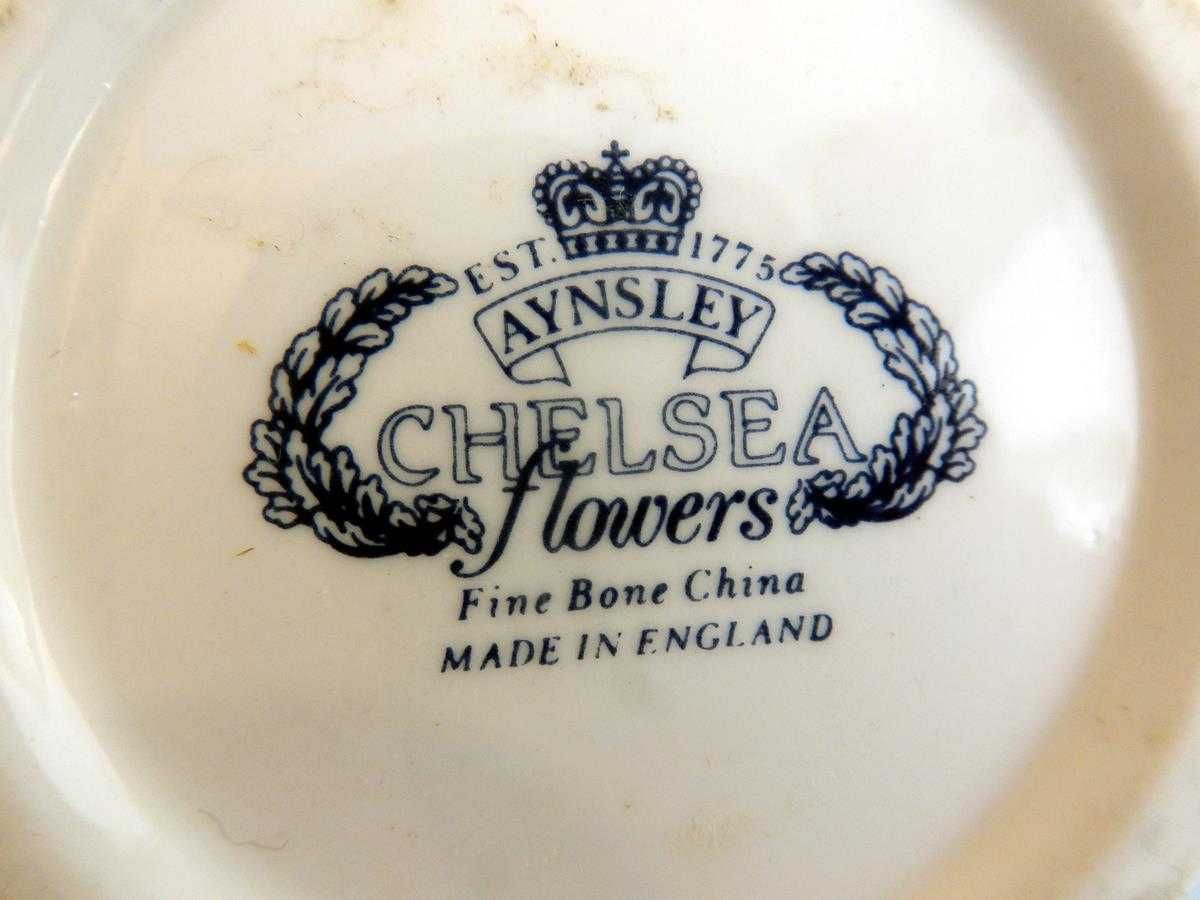 EST. 1775
AYNSLEY
CHELSEA
flowers
Fine Bone China
MADE IN ENGLAND